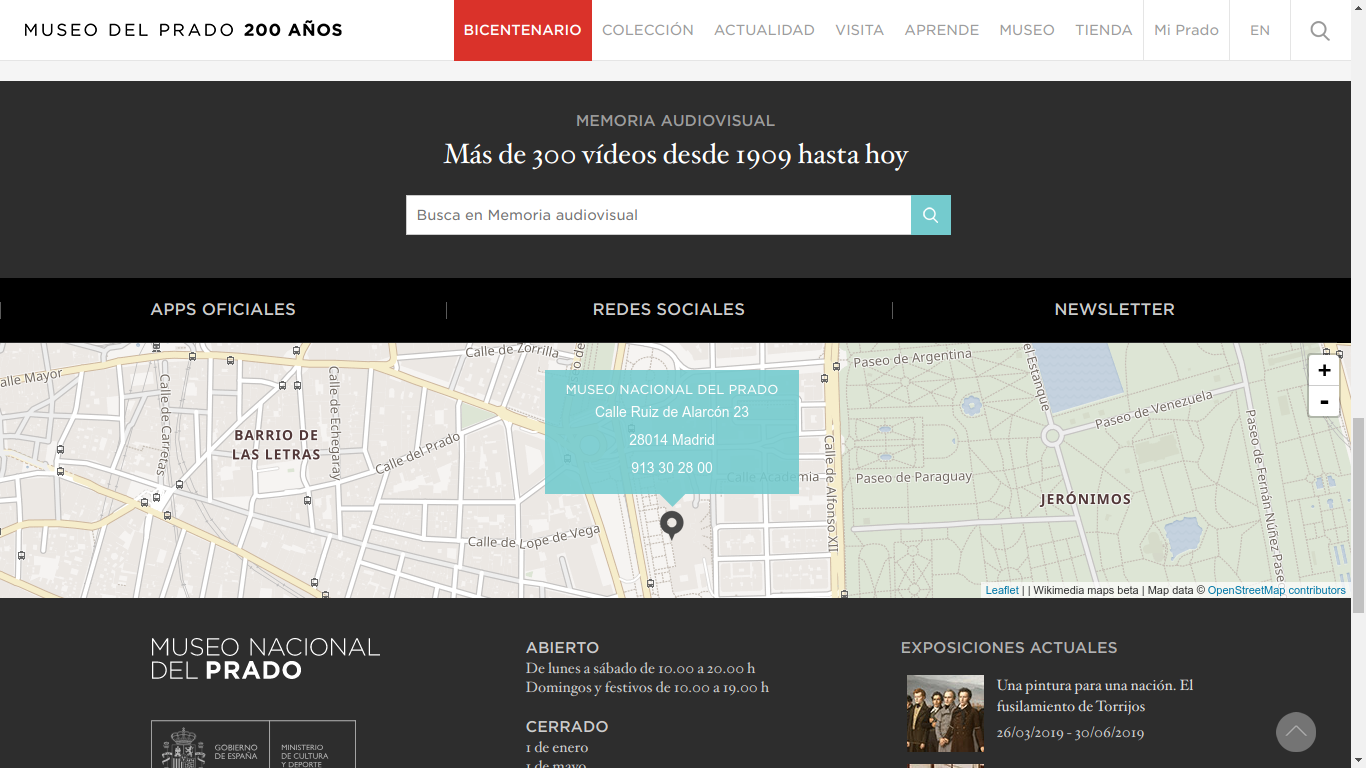 MUSEO DEL PRADO 200 AÑOS
BICENTENARIO
COLECCIÓN
ACTUALIDAD
VISITA
APRENDE
MUSEO
TIENDA
Mi Prado
EN
MEMORIA AUDIOVISUAL
Más de 300 vídeos desde 1909 hasta hoy
Busca en Memoria audiovisual
APOS OFICIALES
REDES SOCIALES
NEWSLETTER
Calle de Zorrilla
Paseo de Argentina
el Estanque
alle Mayor
Calle de Carretas
Calle de Echegaray
MUSEO NACIONAL DEL PRADO
Calle Ruiz de Alarcón 23
28014 Madrid
913 30 28 00
+
-
Paseo de Venezuela
BARRIO DE
LAS LETRAS
Calle del Prado
Calle Academia
Calle de Alfonso XII
Paseo de Paraguay
Paseo de Fernán Núñez
Pase
JERÓNIMOS
Calle de Lope de Vega
Leaflet | | Wikimedia maps beta | Map data © OpenStreetMap contributors
MUSEO NACIONAL
DEL PRADO
GOBIERNO
DE ESPAÑA
MINISTERIO
DE CULTURA
Y DEPORTE
ABIERTO
De lunes a sábado de 10.00 a 20.00 h
Domingos y festivos de 10.00 a 19.00 h
CERRADO
1 de enero
1 de mayo
EXPOSICIONES ACTUALES
Una pintura para una nación. El
fusilamiento de Torrijos
26/03/2019 - 30/06/2019